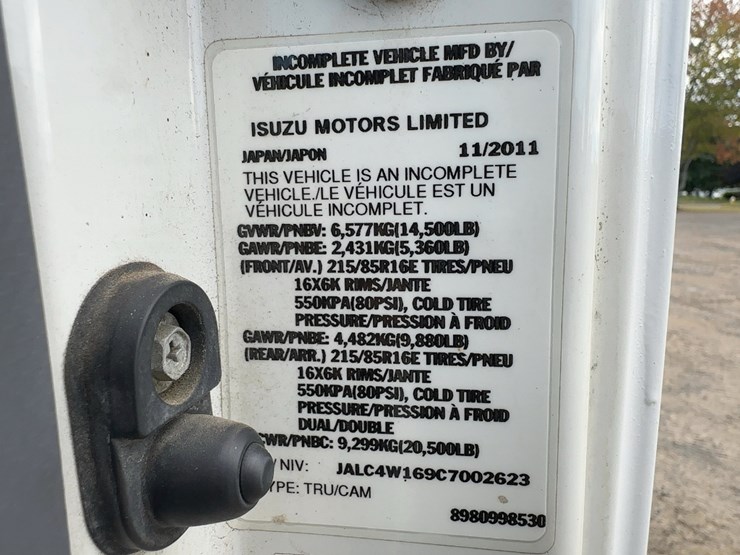 INCOMPLETE VEHICLE MFD BY/
VÉHICULE INCOMPLET FABRIQUÉ PAR
ISUZU MOTORS LIMITED
JAPAN/JAPON 11/2011
THIS VEHICLE IS AN INCOMPLETE
VEHICLE./LE VÉHICULE EST UN
VÉHICULE INCOMPLET.
GVWR/PNBV: 6,577KG(14,500LB)
GAWR/PNBE: 2,431KG(5,360LB)
(FRONT/AV.) 215/85R16E TIRES/PNEU
16X6K RIMS/JANTE
550KPA(80PSI), COLD TIRE
PRESSURE/PRESSION À FROID
GAWR/PNBE: 4,482KG(9,880LB)
(REAR/ARR.) 215/85R16E TIRES/PNEU
16X6K RIMS/JANTE
550KPA(80PSI), COLD TIRE
PRESSURE/PRESSION À FROID
DUAL/DOUBLE
CWR/PNBC: 9,299KG(20,500LB)
/ NIV: JALC4W169C7002623
YPE: TRU/CAM
8980998530